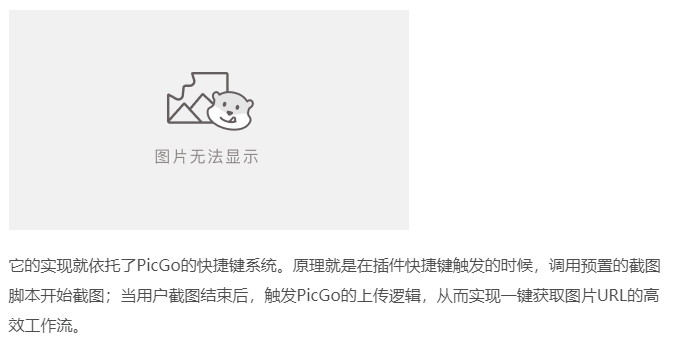 图片无法显示
它的实现就依托了PicGo的快捷键系统。原理就是在插件快捷键触发的时候，调用预置的截图
脚本开始截图；当用户截图结束后，触发PicGo的上传逻辑，从而实现一键获取图片URL的高
效工作流。